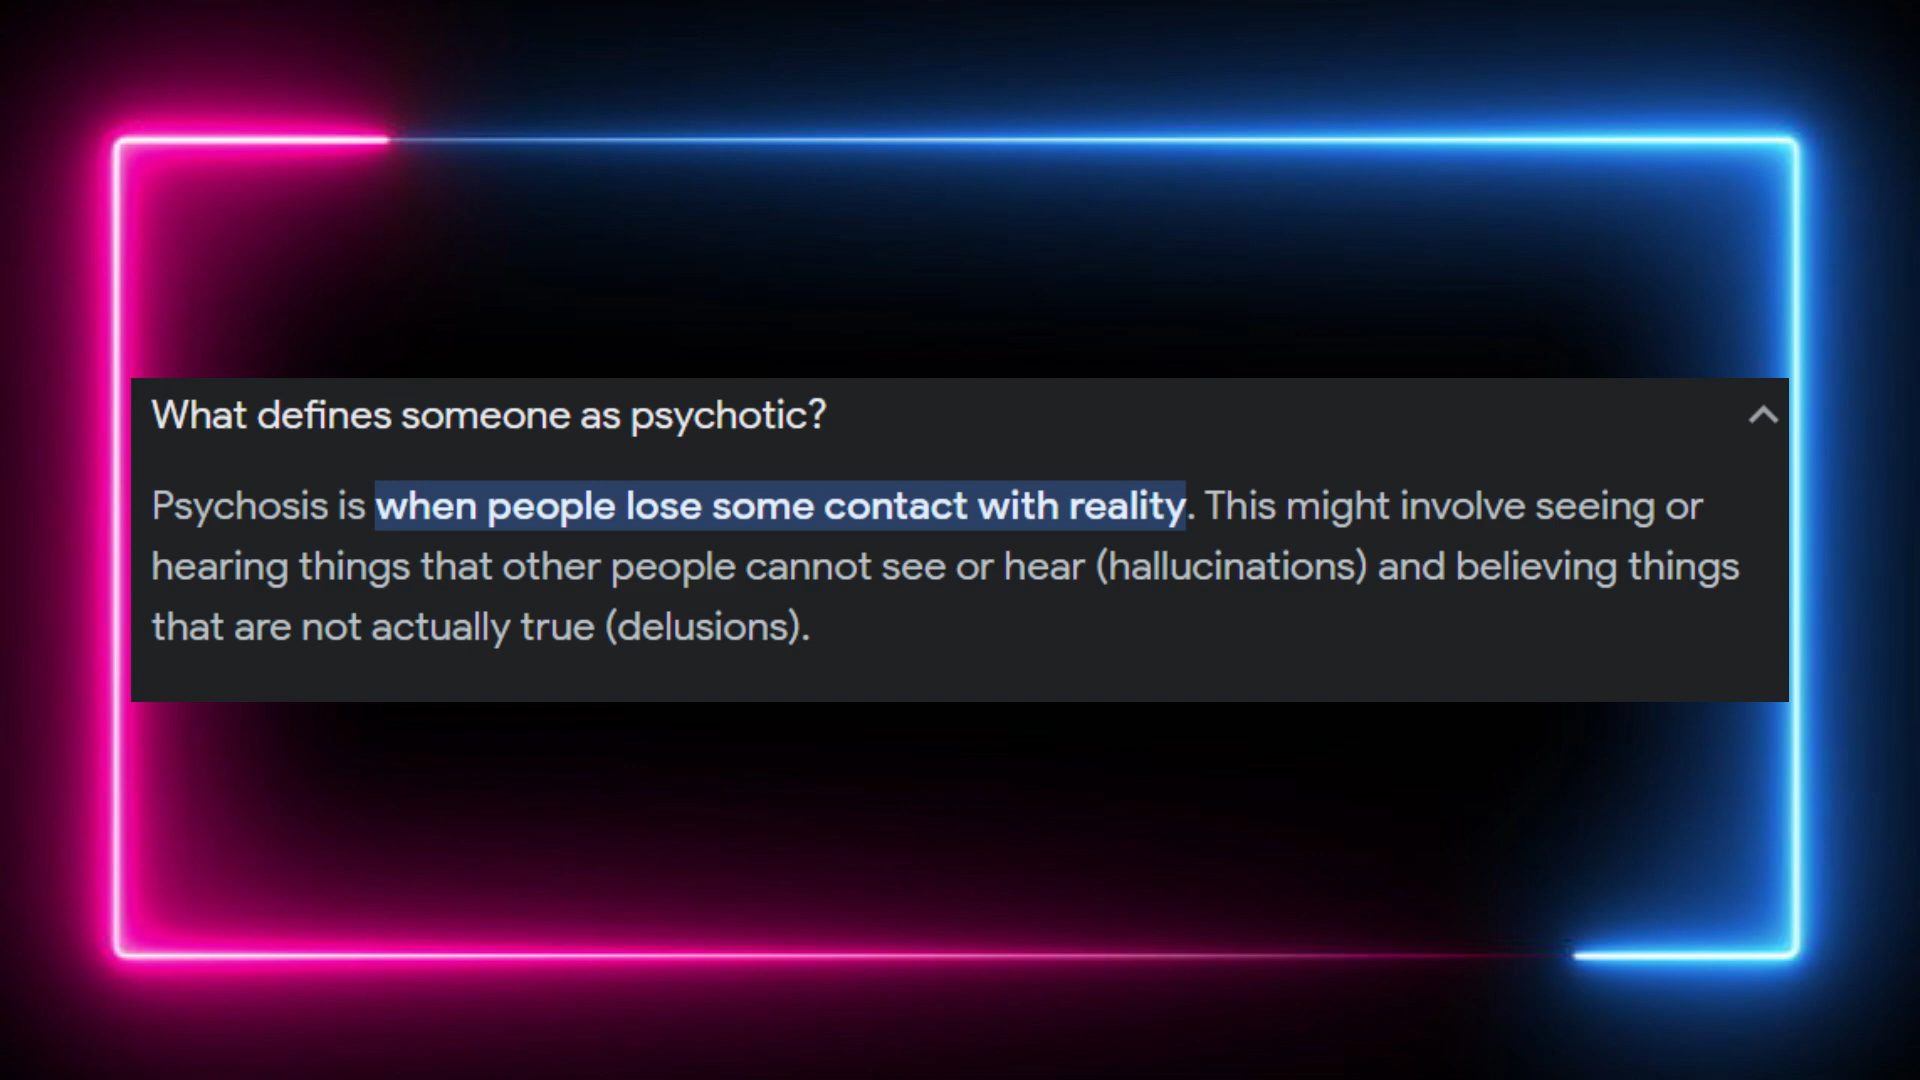 What defines someone as psychotic?
Psychosis is when people lose some contact with reality. This might involve seeing or
hearing things that other people cannot see or hear (hallucinations) and believing things
that are not actually true (delusions).